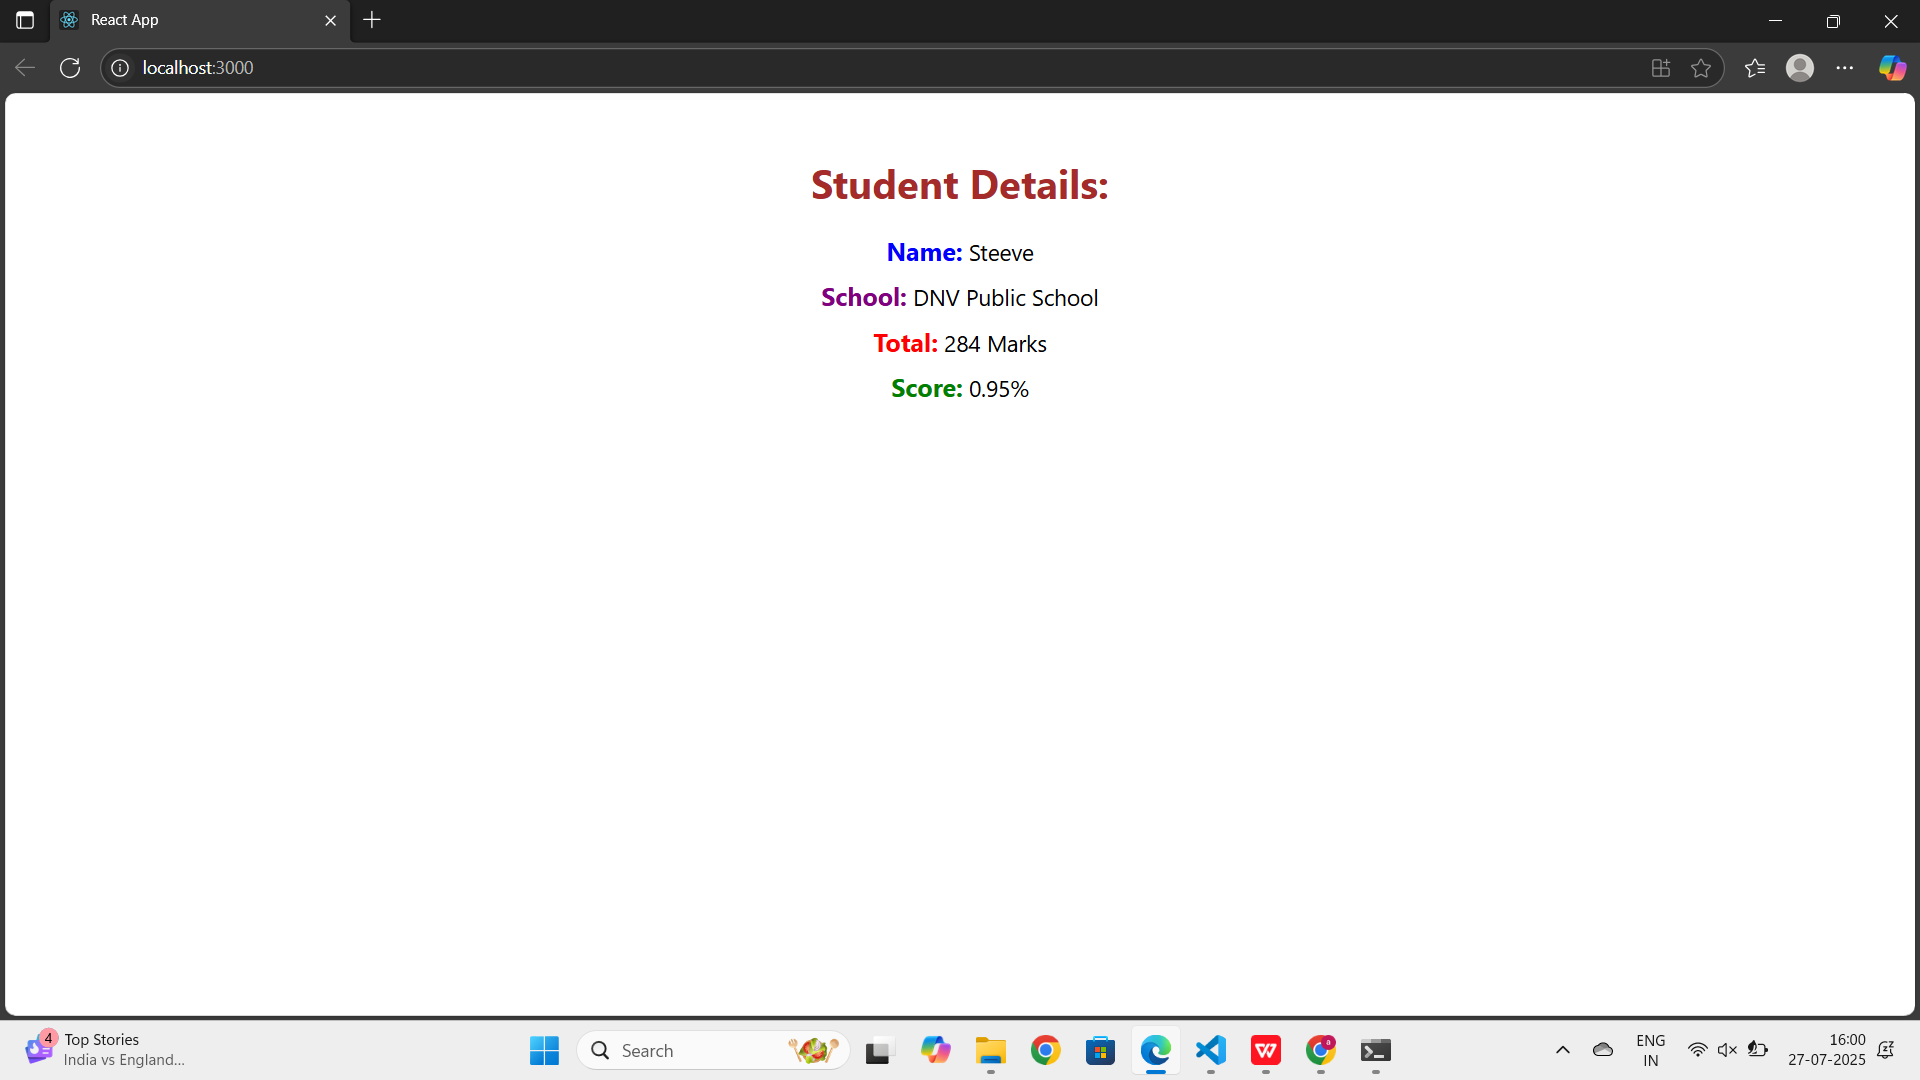 React App
localhost:3000
Student Details:
Name: Steeve
School: DNV Public School
Total: 284 Marks
Score: 0.95%
4
Top Stories
India vs England...
Search
a
ENG
IN
16:00
27-07-2025